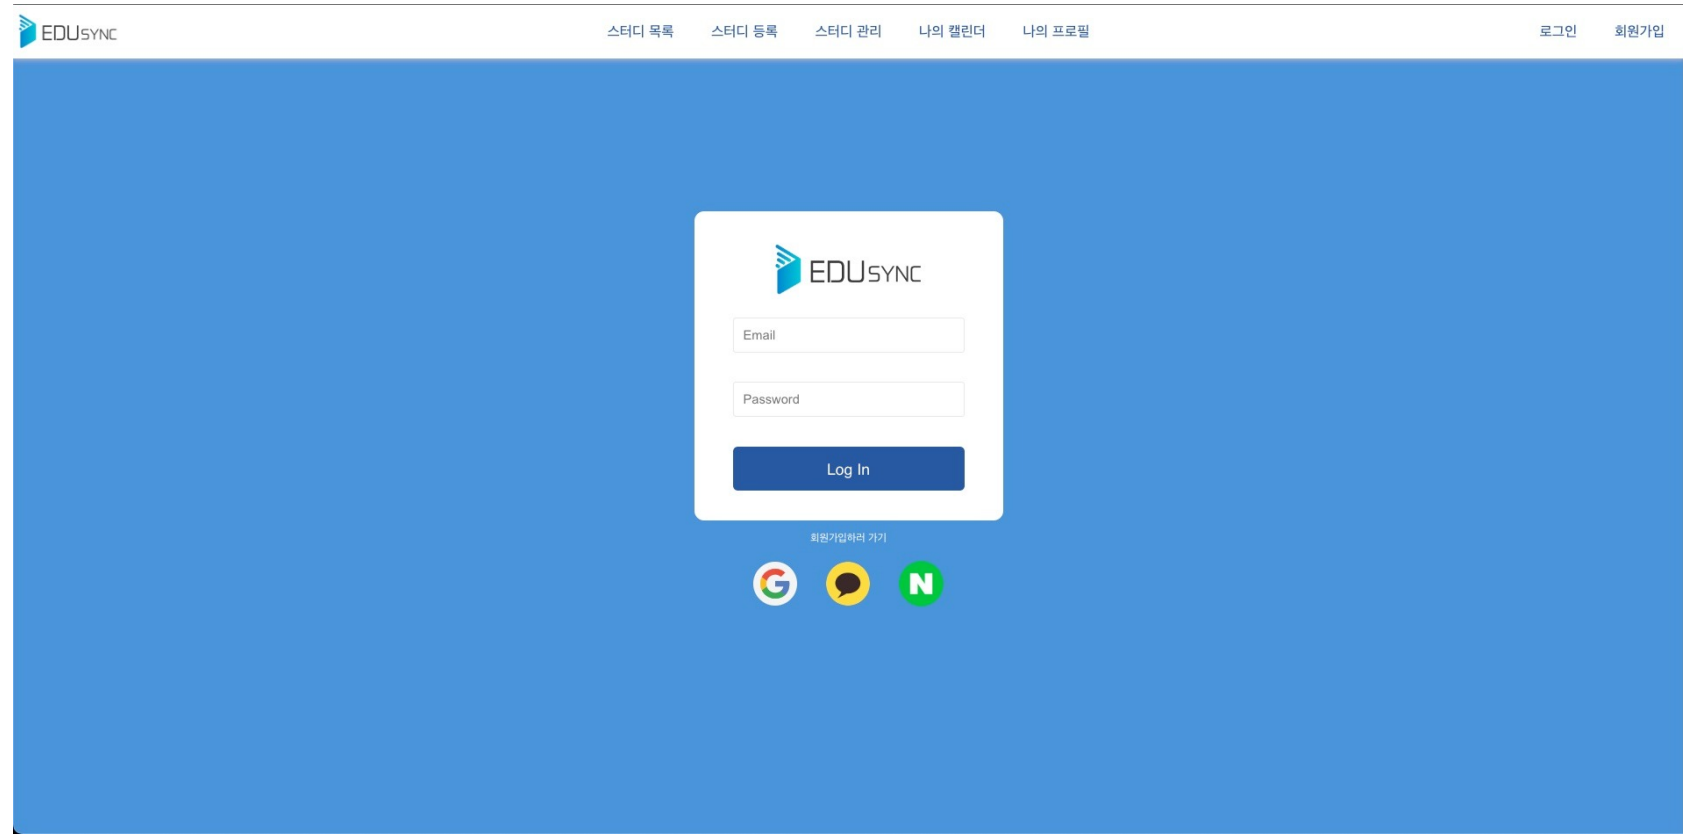 EDUSYNC
스터디 목록
스터디 등록
스터디 관리
나의 캘린더
나의 프로필
로그인
회원가입
EDUSYNC
Email
Password
Log In
회원가입하러 가기
G
N